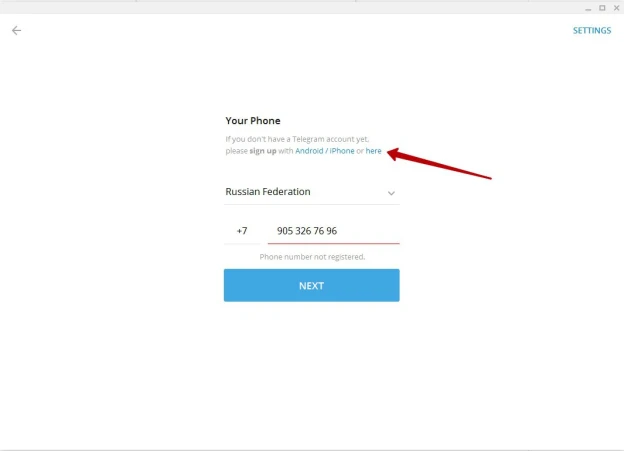 SETTINGS
Your Phone
If you don't have a Telegram account yet,
please sign up with Android / iPhone or here
Russian Federation
+7 905 326 76 96
Phone number not registered.
NEXT